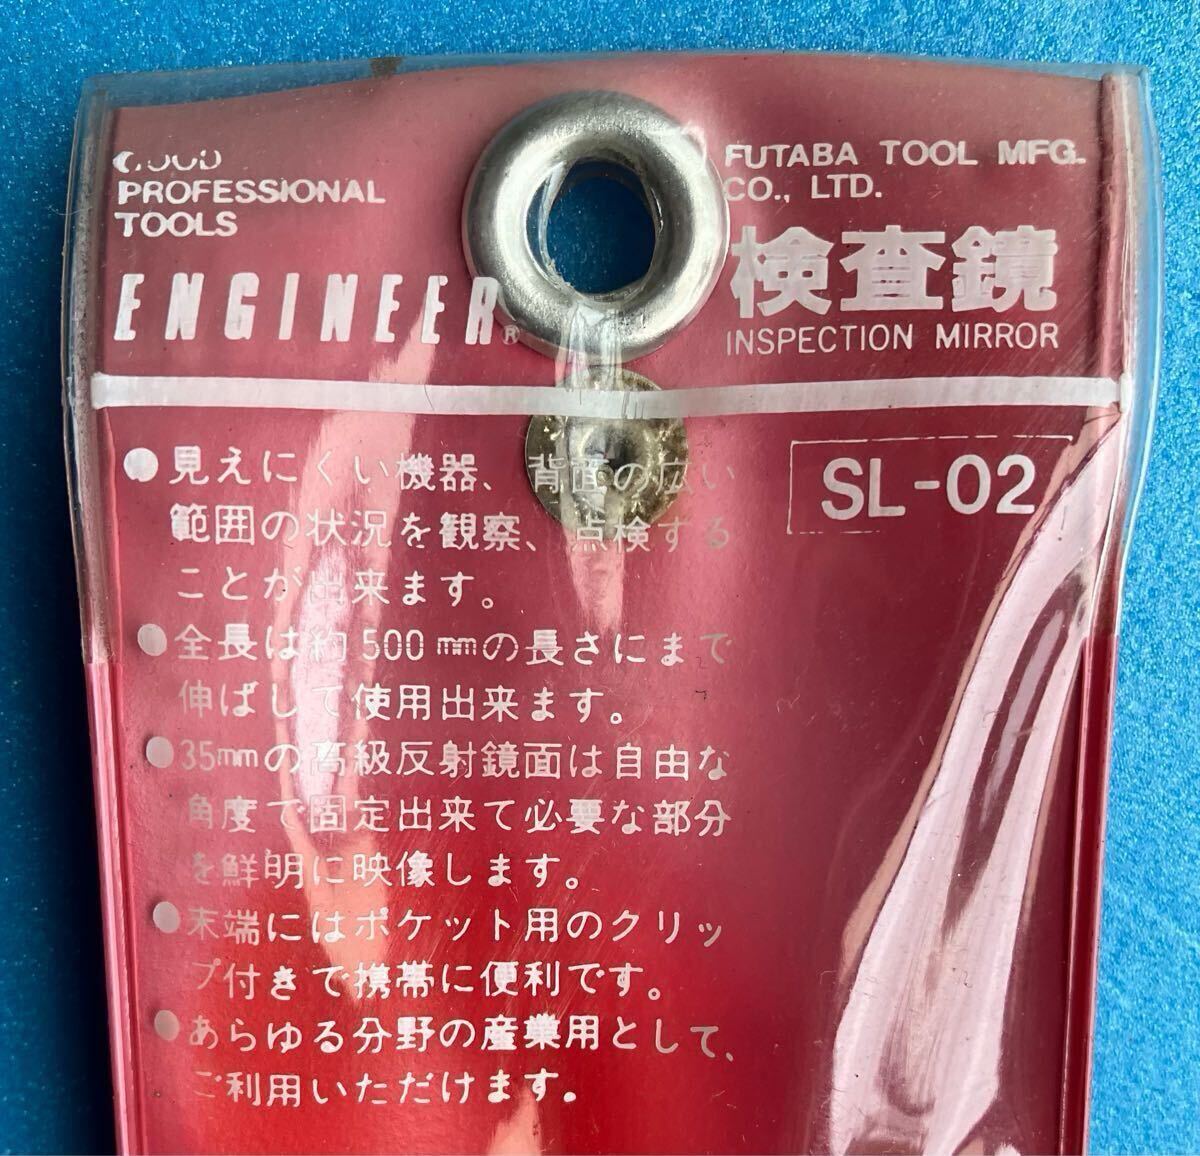 GOOD
PROFESSIONAL
TOOLS
ENGINEER®
FUTABA TOOL MFG.
CO., LTD.
検査鏡
INSPECTION MIRROR
SL-02
●見えにくい機器、背面の広い
範囲の状況を観察、点検する
ことが出来ます。
●全長は約500㎜の長さにまで
伸ばして使用出来ます。
●35mmの高級反射鏡面は自由な
角度で固定出来て必要な部分
を鮮明に映像します。
●末端にはポケット用のクリッ
プ付きで携帯に便利です。
●あらゆる分野の産業用として、
ご利用いただけます。